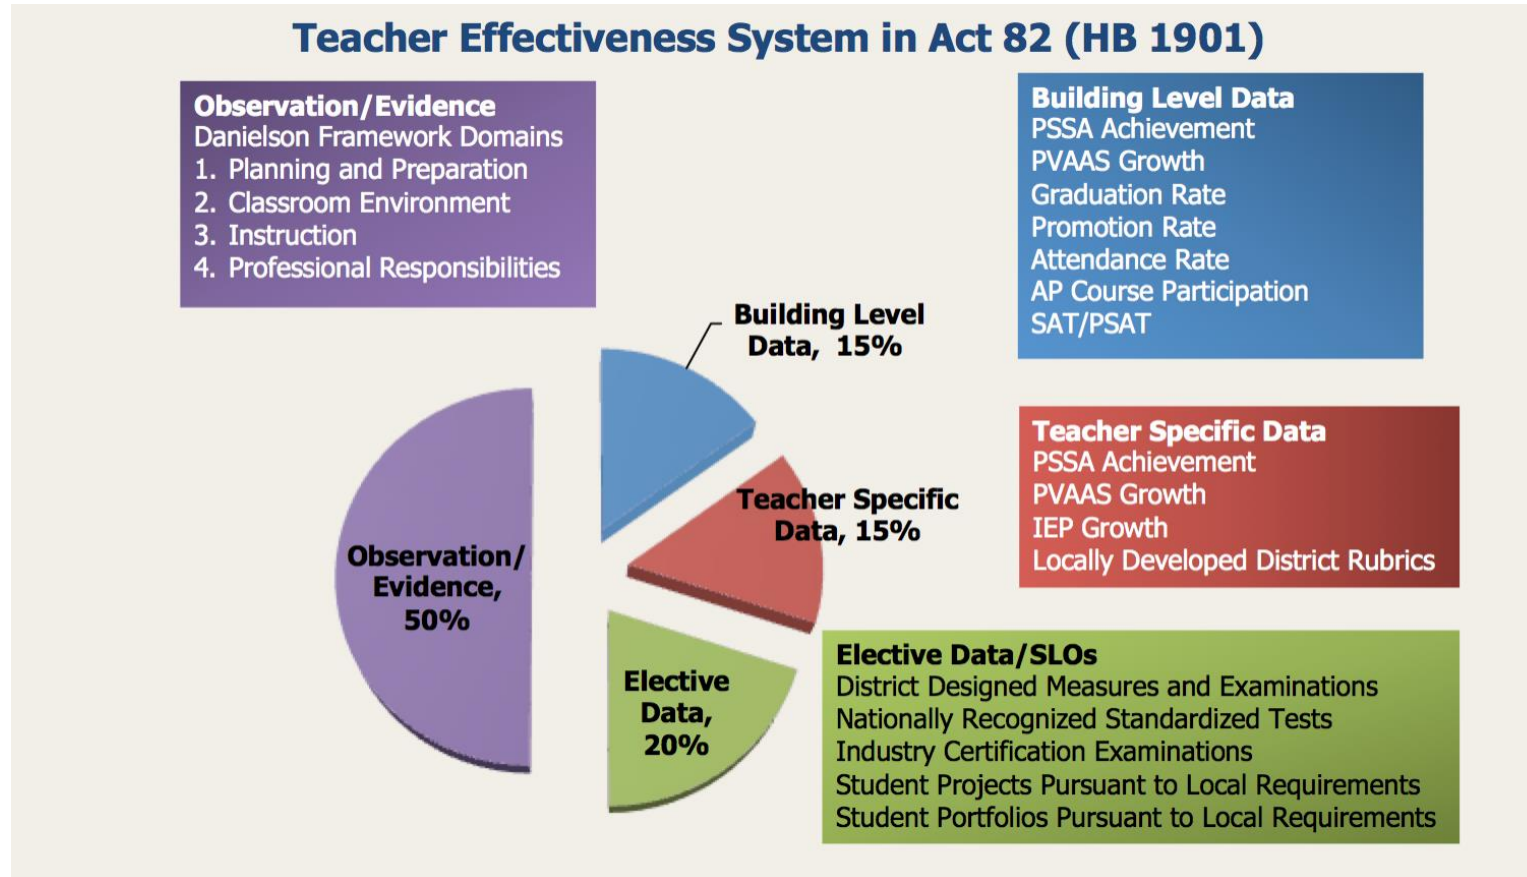 Teacher Effectiveness System in Act 82 (HB 1901)
Observation/Evidence
Danielson Framework Domains
1. Planning and Preparation
2. Classroom Environment
3. Instruction
4. Professional Responsibilities
Building Level Data
PSSA Achievement
PVAAS Growth
Graduation Rate
Promotion Rate
Attendance Rate
AP Course Participation
SAT/PSAT
Building Level
Data, 15%
Teacher Specific
Data, 15%
Observation/
Evidence,
50%
Elective
Data,
20%
Teacher Specific Data
PSSA Achievement
PVAAS Growth
IEP Growth
Locally Developed District Rubrics
Elective Data/SLOs
District Designed Measures and Examinations
Nationally Recognized Standardized Tests
Industry Certification Examinations
Student Projects Pursuant to Local Requirements
Student Portfolios Pursuant to Local Requirements